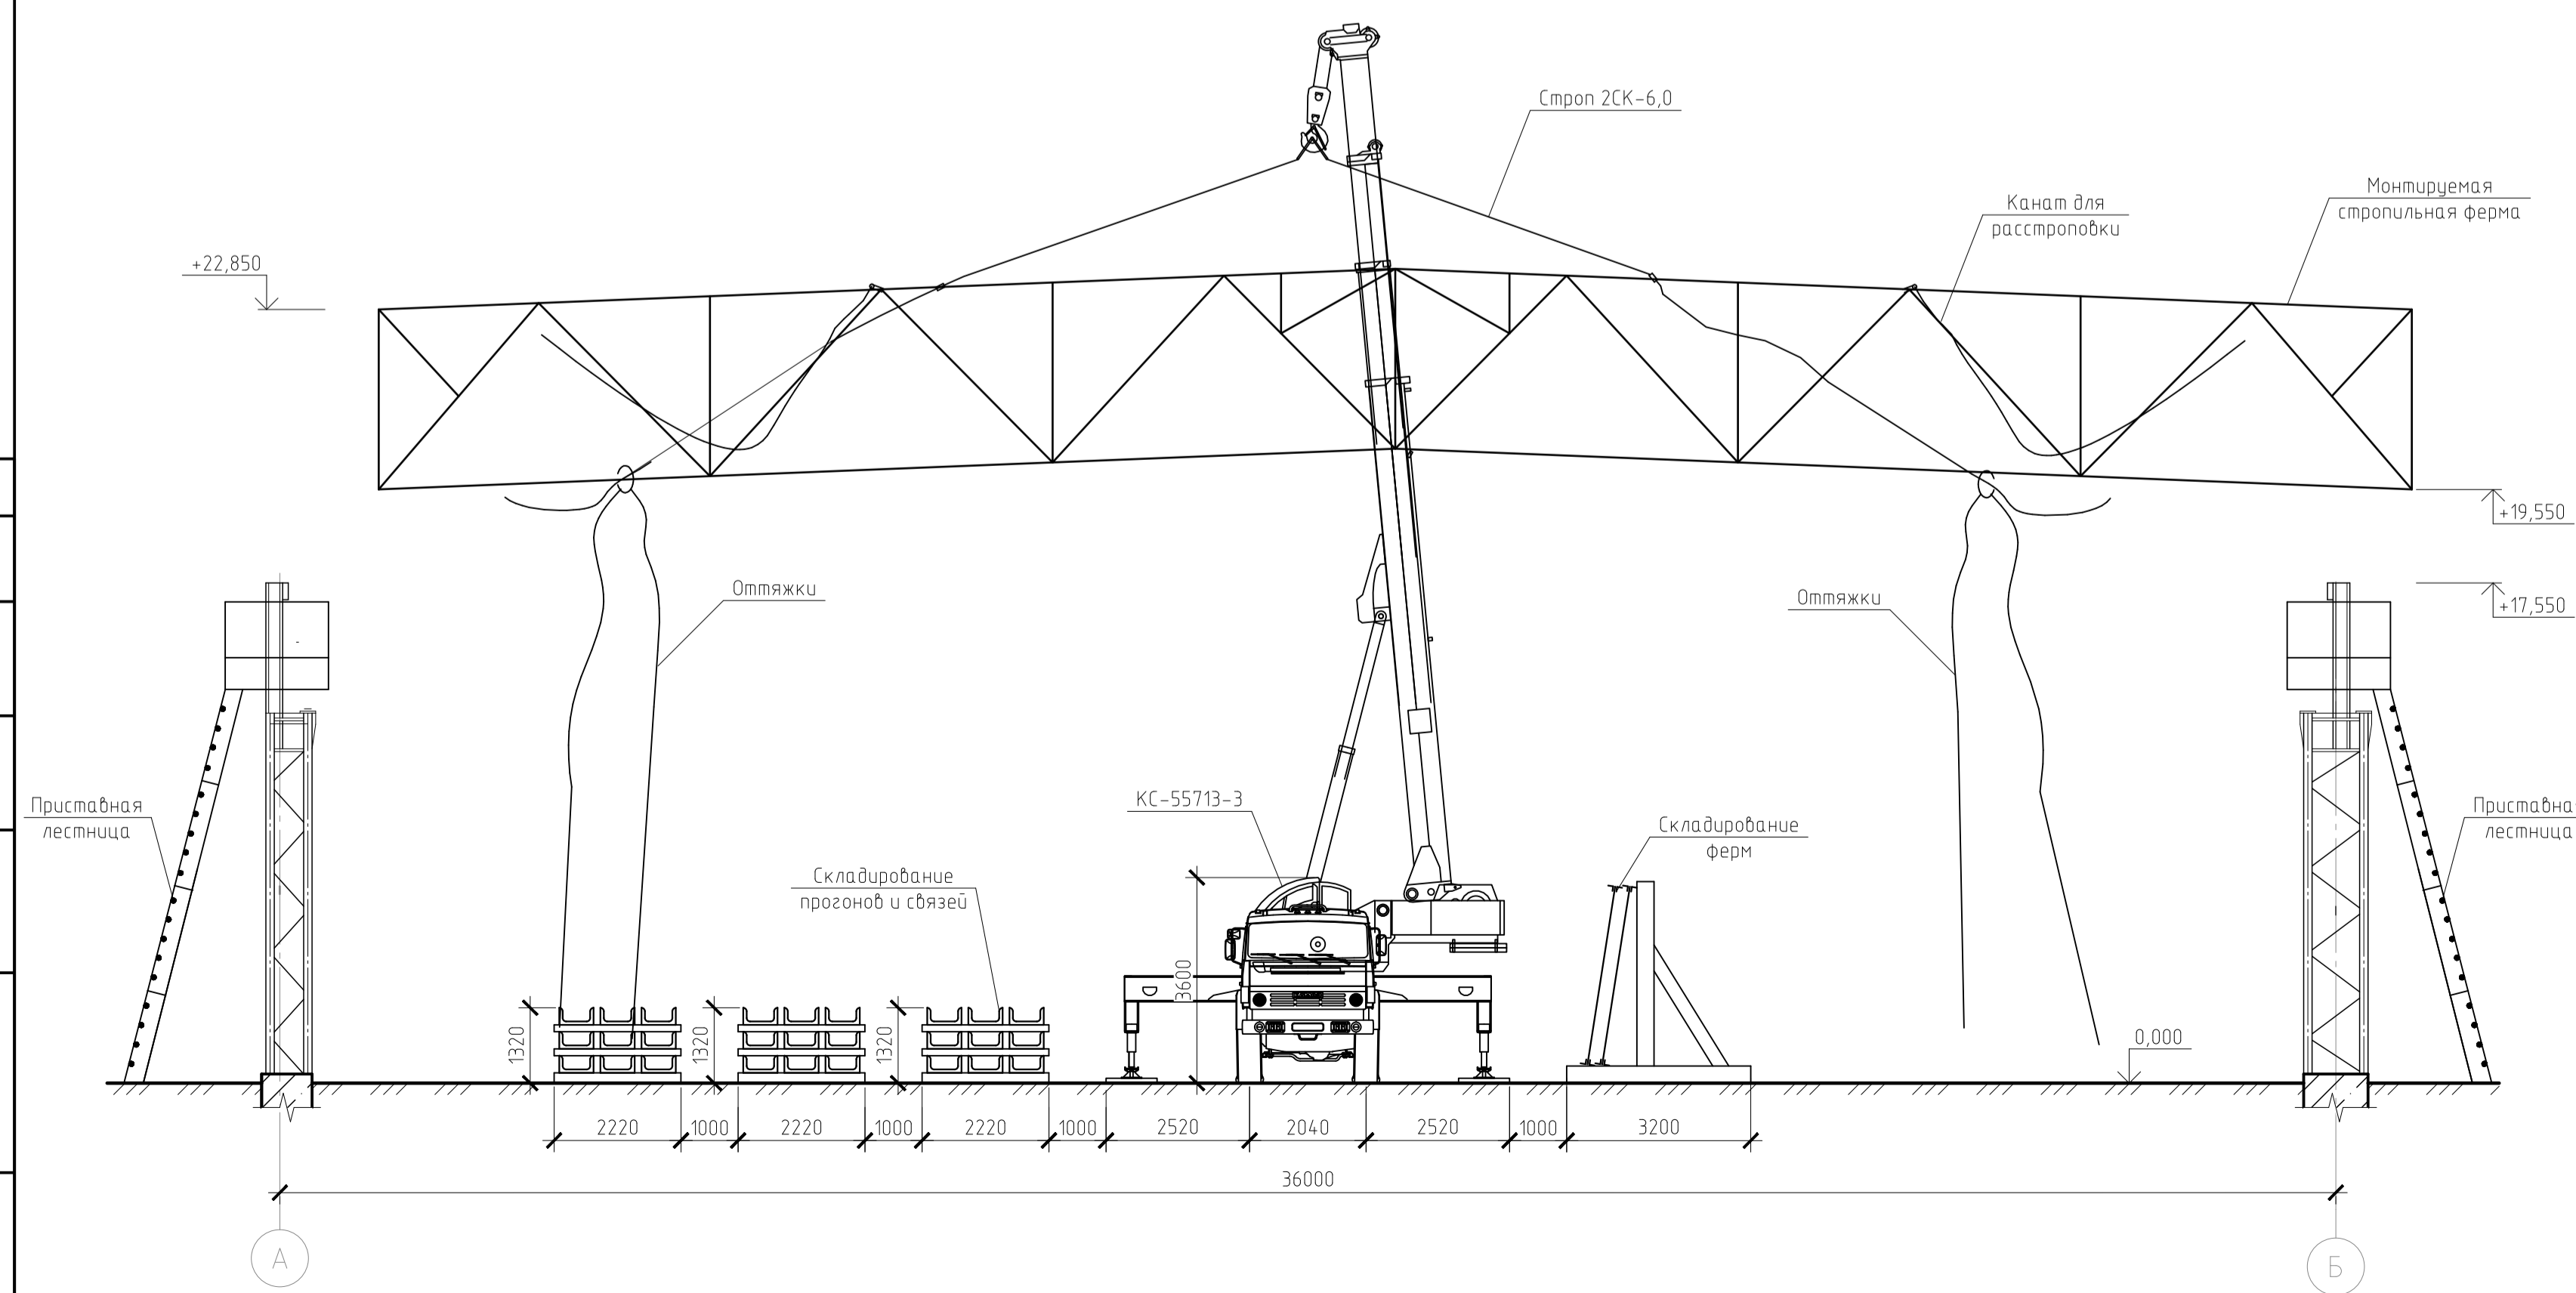 Строп 2СК-6,0
Монтируемая
стропильная ферма
Канат для
расстроповки
+22,850
+19,550
+17,550
Оттяжки
Оттяжки
КС-55713-3
Приставная
лестница
Приставна
лестница
Складирование
ферм
Складирование
прогонов и связей
3600
1320
1320
1320
0,000
2220
1000
2220
1000
2220
1000
2520
2040
2520
1000
3200
36000
А
Б